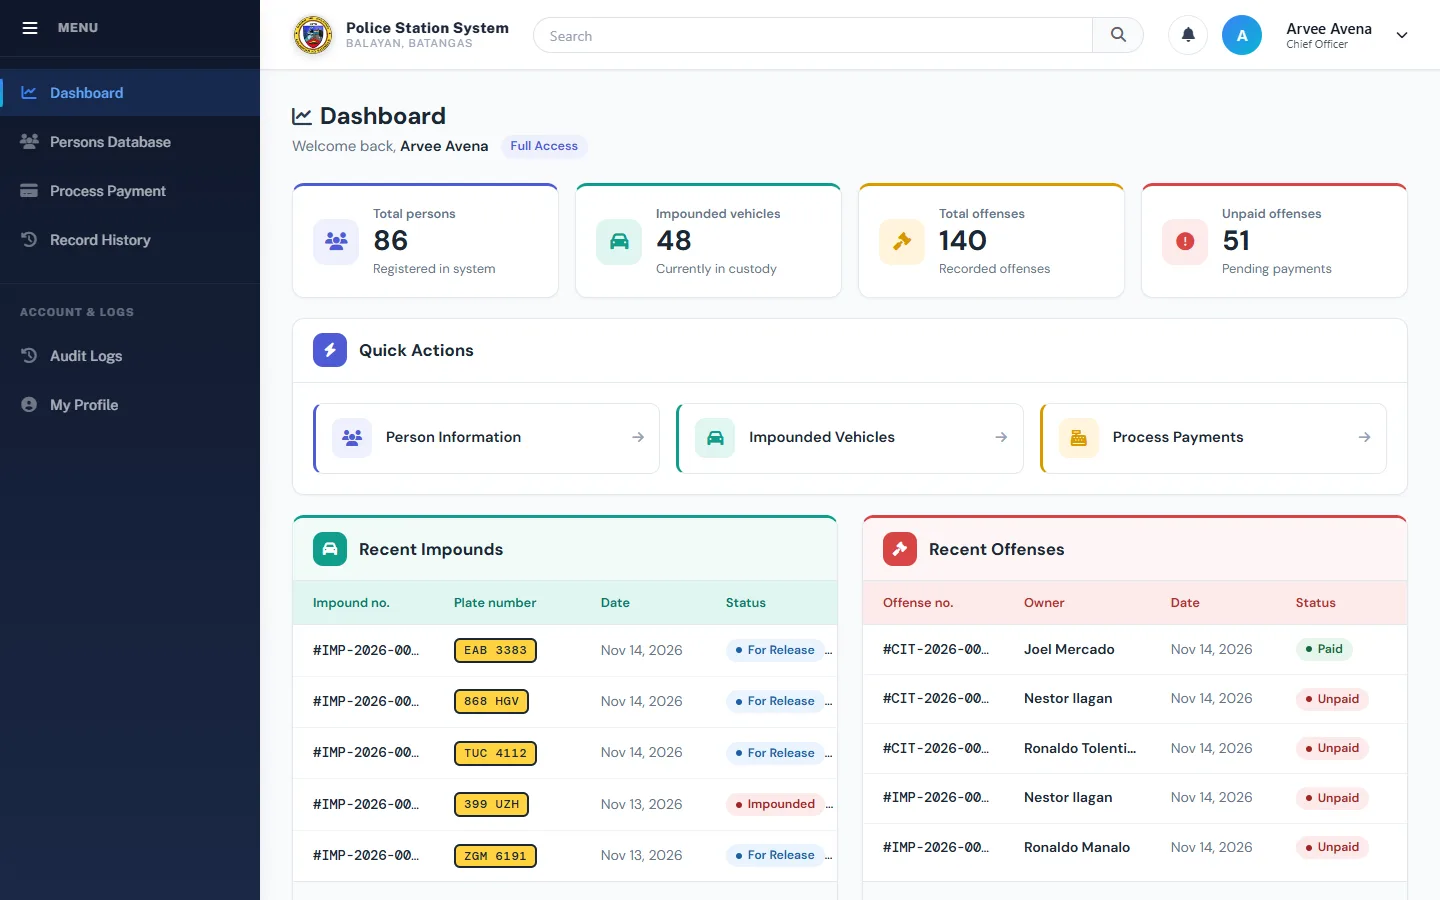 MENU
Dashboard
Persons Database
Process Payment
Record History
ACCOUNT & LOGS
Audit Logs
My Profile
Police Station System
BALAYAN, BATANGAS
Search
A
Arvee Avena
Chief Officer
Dashboard
Welcome back, Arvee Avena Full Access
Total persons
86
Registered in system
Impounded vehicles
48
Currently in custody
Total offenses
140
Recorded offenses
Unpaid offenses
51
Pending payments
Quick Actions
Person Information
Impounded Vehicles
Process Payments
Recent Impounds
Impound no. Plate number Date Status
#IMP-2026-00… EAB 3383 Nov 14, 2026 For Release …
#IMP-2026-00… 868 HGV Nov 14, 2026 For Release …
#IMP-2026-00… TUC 4112 Nov 14, 2026 For Release …
#IMP-2026-00… 399 UZH Nov 13, 2026 Impounded …
#IMP-2026-00… ZGM 6191 Nov 13, 2026 For Release …
Recent Offenses
Offense no. Owner Date Status
#CIT-2026-00… Joel Mercado Nov 14, 2026 Paid
#CIT-2026-00… Nestor Ilagan Nov 14, 2026 Unpaid
#CIT-2026-00… Ronaldo Tolenti… Nov 14, 2026 Unpaid
#IMP-2026-00… Nestor Ilagan Nov 14, 2026 Unpaid
#IMP-2026-00… Ronaldo Manalo Nov 14, 2026 Unpaid